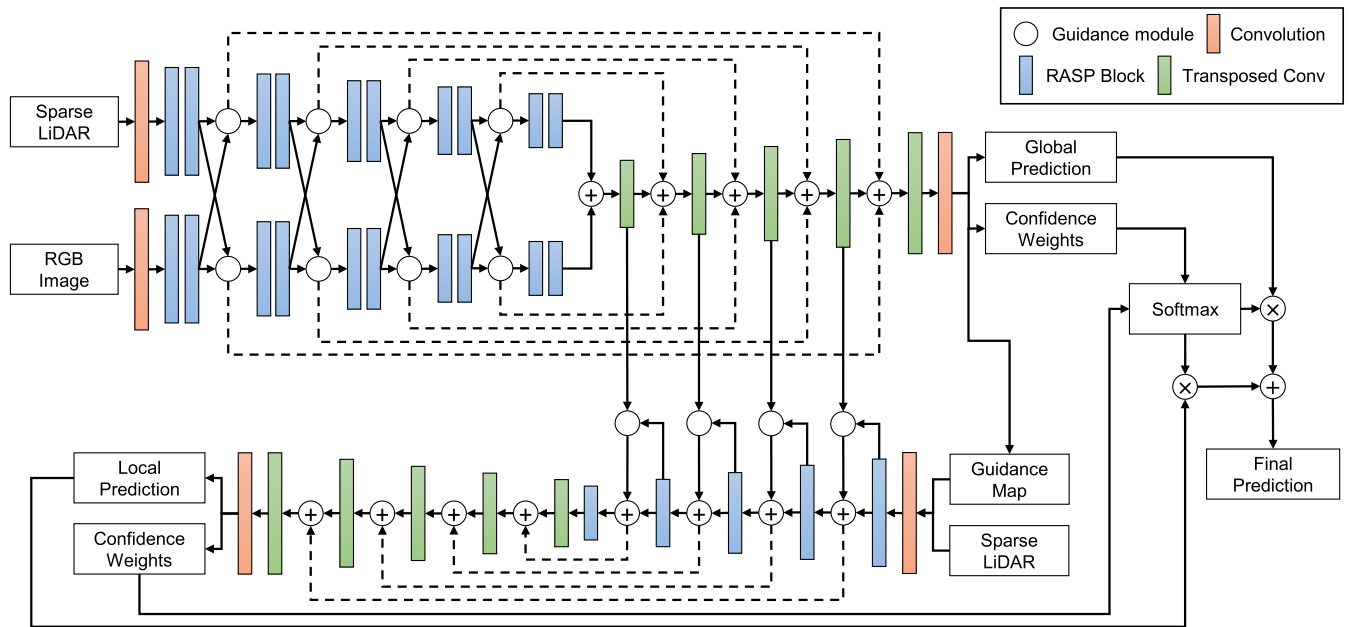 Guidance module
Convolution
RASP Block
Transposed Conv
Sparse
LiDAR
RGB
Image
Global
Prediction
Confidence
Weights
Softmax
Final
Prediction
Guidance
Map
Sparse
LiDAR
Local
Prediction
Confidence
Weights